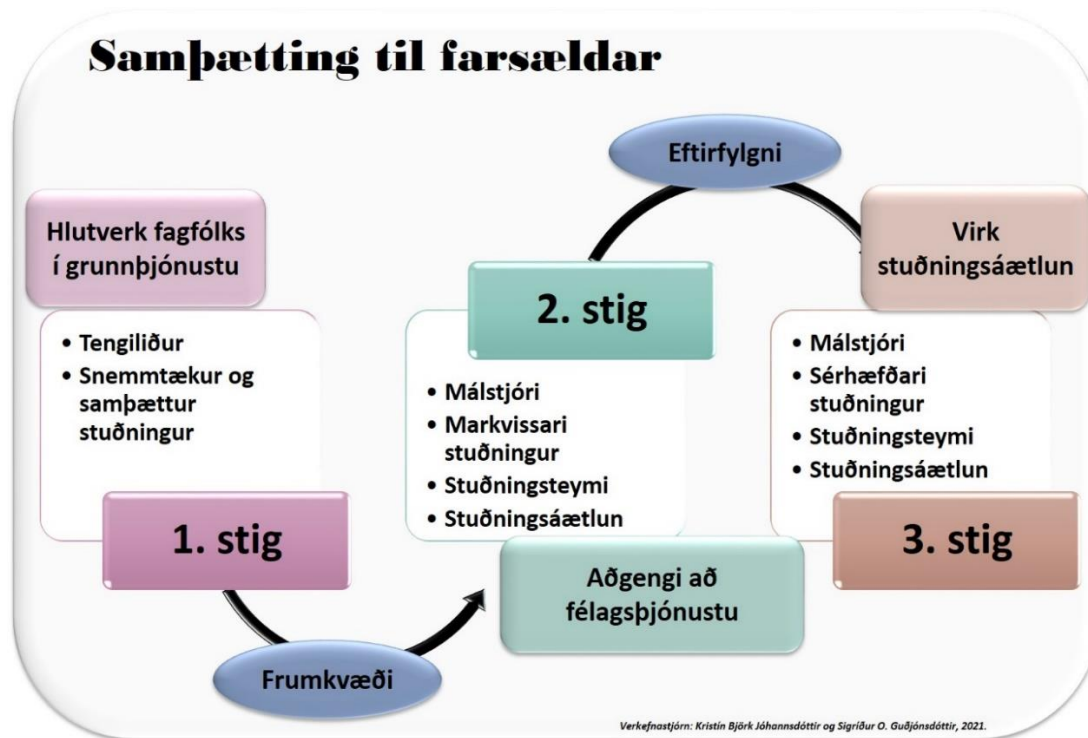 Samþætting til farsældar
Hlutverk fagfólks
í grunnþjónustu
• Tengiliður
• Snemmtækur og
samþættur
stuðningur
1. stig
Frumkvæði
2. stig
• Málstjóri
• Markvissari
stuðningur
• Stuðningsteymi
• Stuðningsáætlun
Aðgengi að
félagsþjónustu
Eftirfylgni
Virk
stuðningsáætlun
• Málstjóri
• Sérhæfðari
stuðningur
• Stuðningsteymi
• Stuðningsáætlun
3. stig
Verkefnastjórn: Kristín Björk Jóhannsdóttir og Sigríður O. Guðjónsdóttir, 2021.